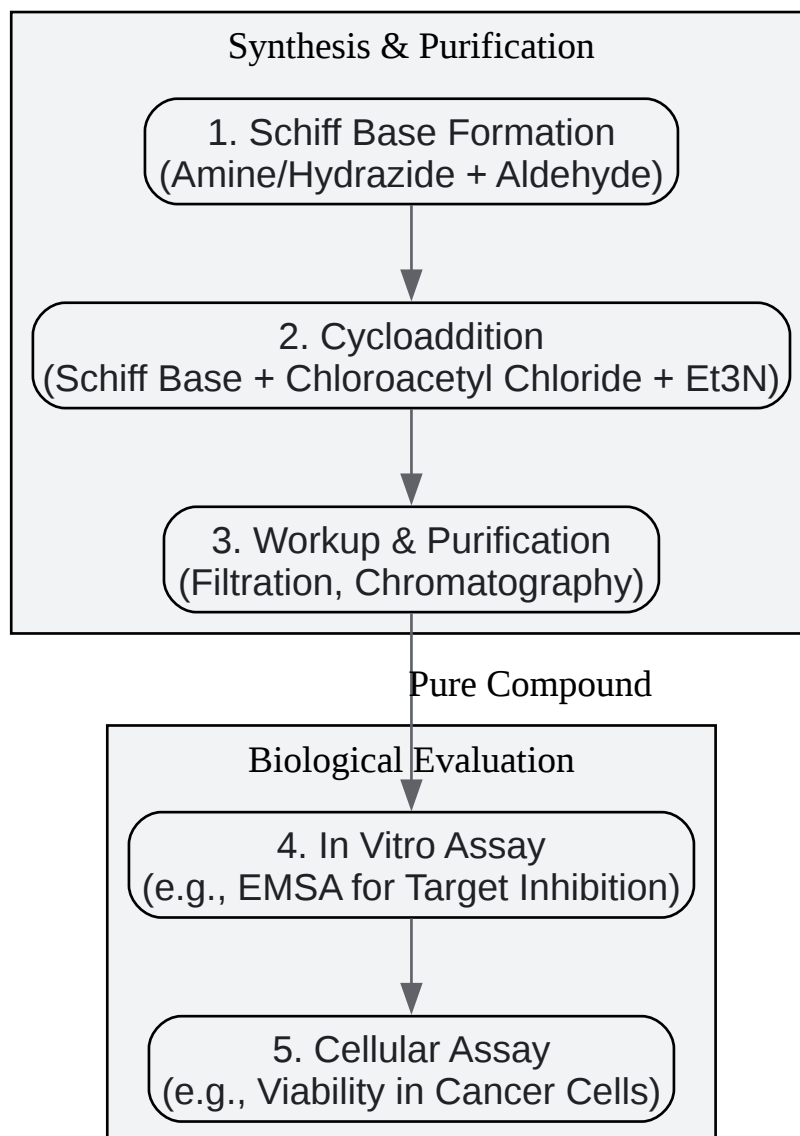 Synthesis & Purification
1. Schiff Base Formation
(Amine/Hydrazide + Aldehyde)
2. Cycloaddition
(Schiff Base + Chloroacetyl Chloride + Et3N)
3. Workup & Purification
(Filtration, Chromatography)
Pure Compound
Biological Evaluation
4. In Vitro Assay
(e.g., EMSA for Target Inhibition)
5. Cellular Assay
(e.g., Viability in Cancer Cells)